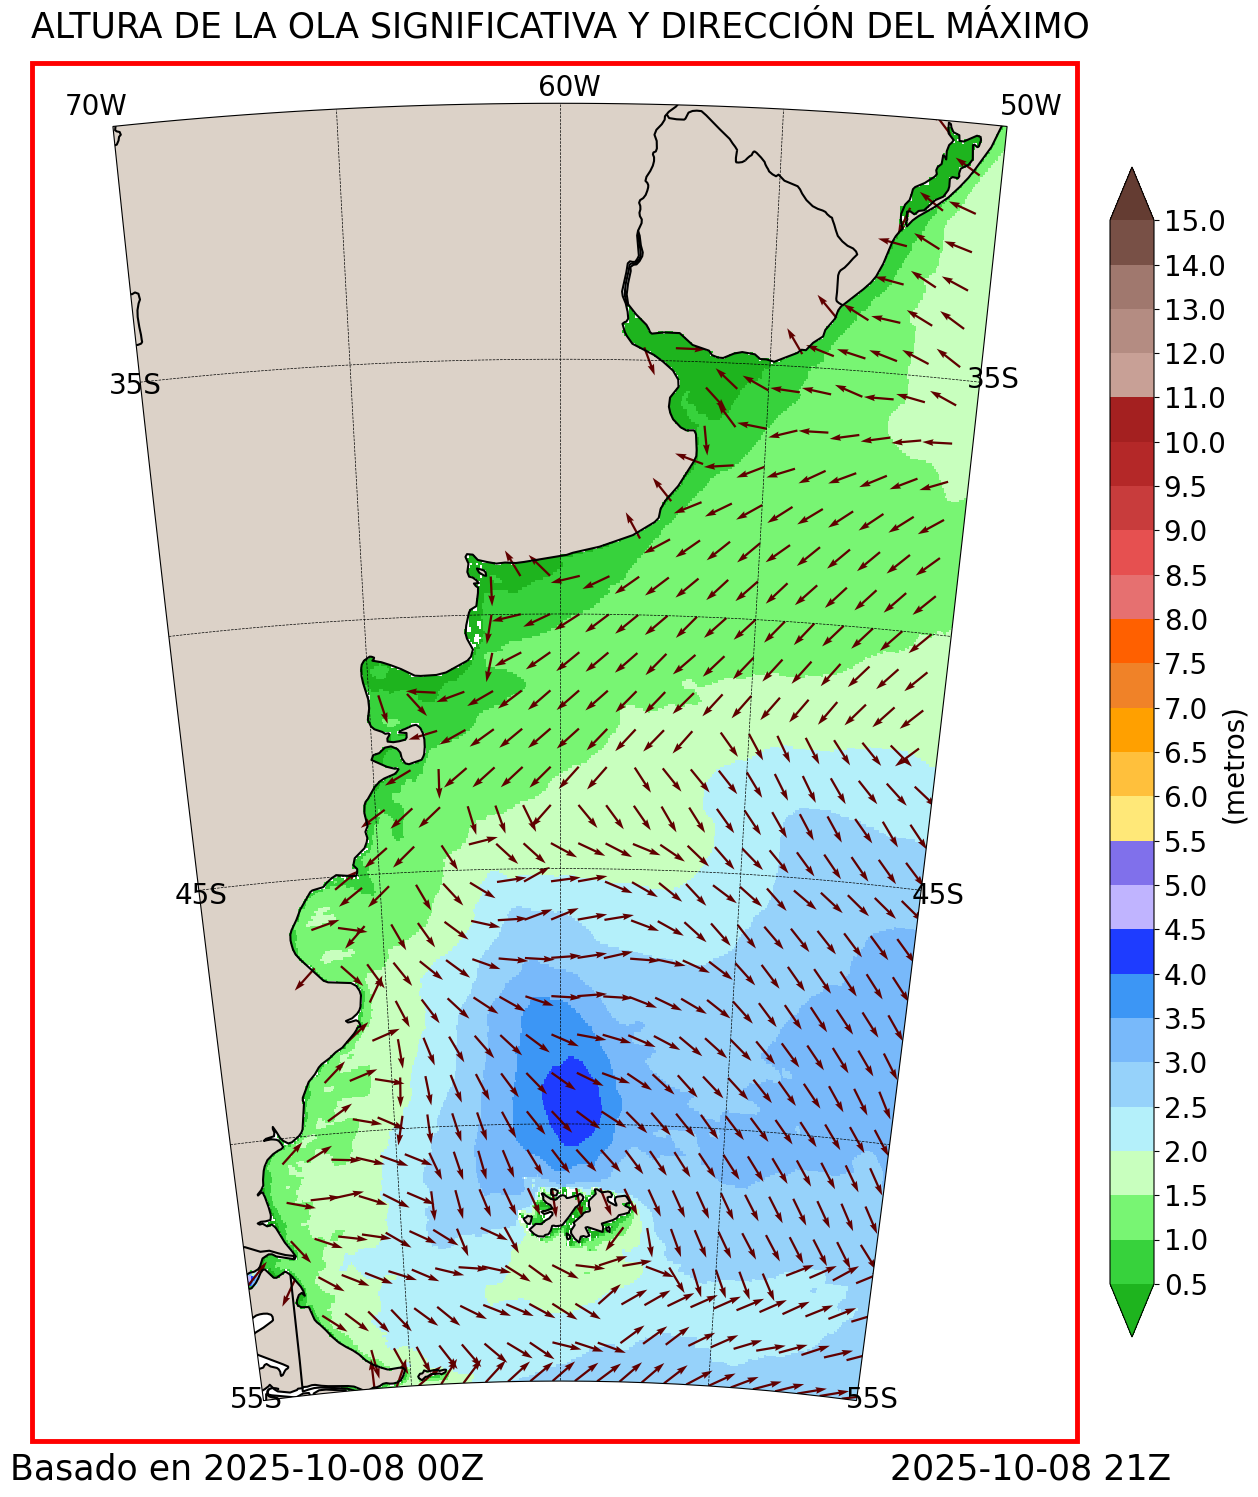 ALTURA DE LA OLA SIGNIFICATIVA Y DIRECCIÓN DEL MÁXIMO
70W
60W
50W
35S
35S
45S
45S
55S
55S
15.0
14.0
13.0
12.0
11.0
10.0
9.5
9.0
8.5
8.0
7.5
7.0
6.5
6.0
5.5
5.0
4.5
4.0
3.5
3.0
2.5
2.0
1.5
1.0
0.5
(metros)
Basado en 2025-10-08 00Z
2025-10-08 21Z